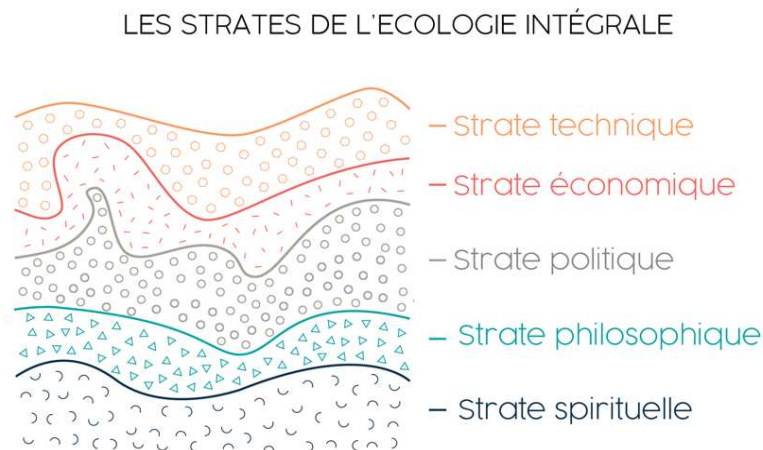 LES STRATES DE L'ECOLOGIE INTÉGRALE
– Strate technique
– Strate économique
– Strate politique
– Strate philosophique
– Strate spirituelle